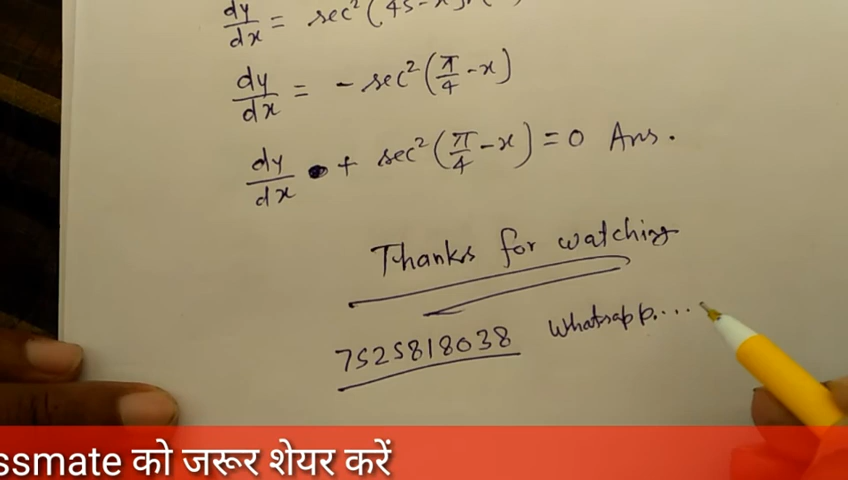 dy/dx = sec²(45-x)
dy/dx = - sec²(π/4 - x)
dy/dx + sec²(π/4 - x) = 0 Ans.
Thanks for watching
7525818038 Whatsapp....
ssmate को जरूर शेयर करें